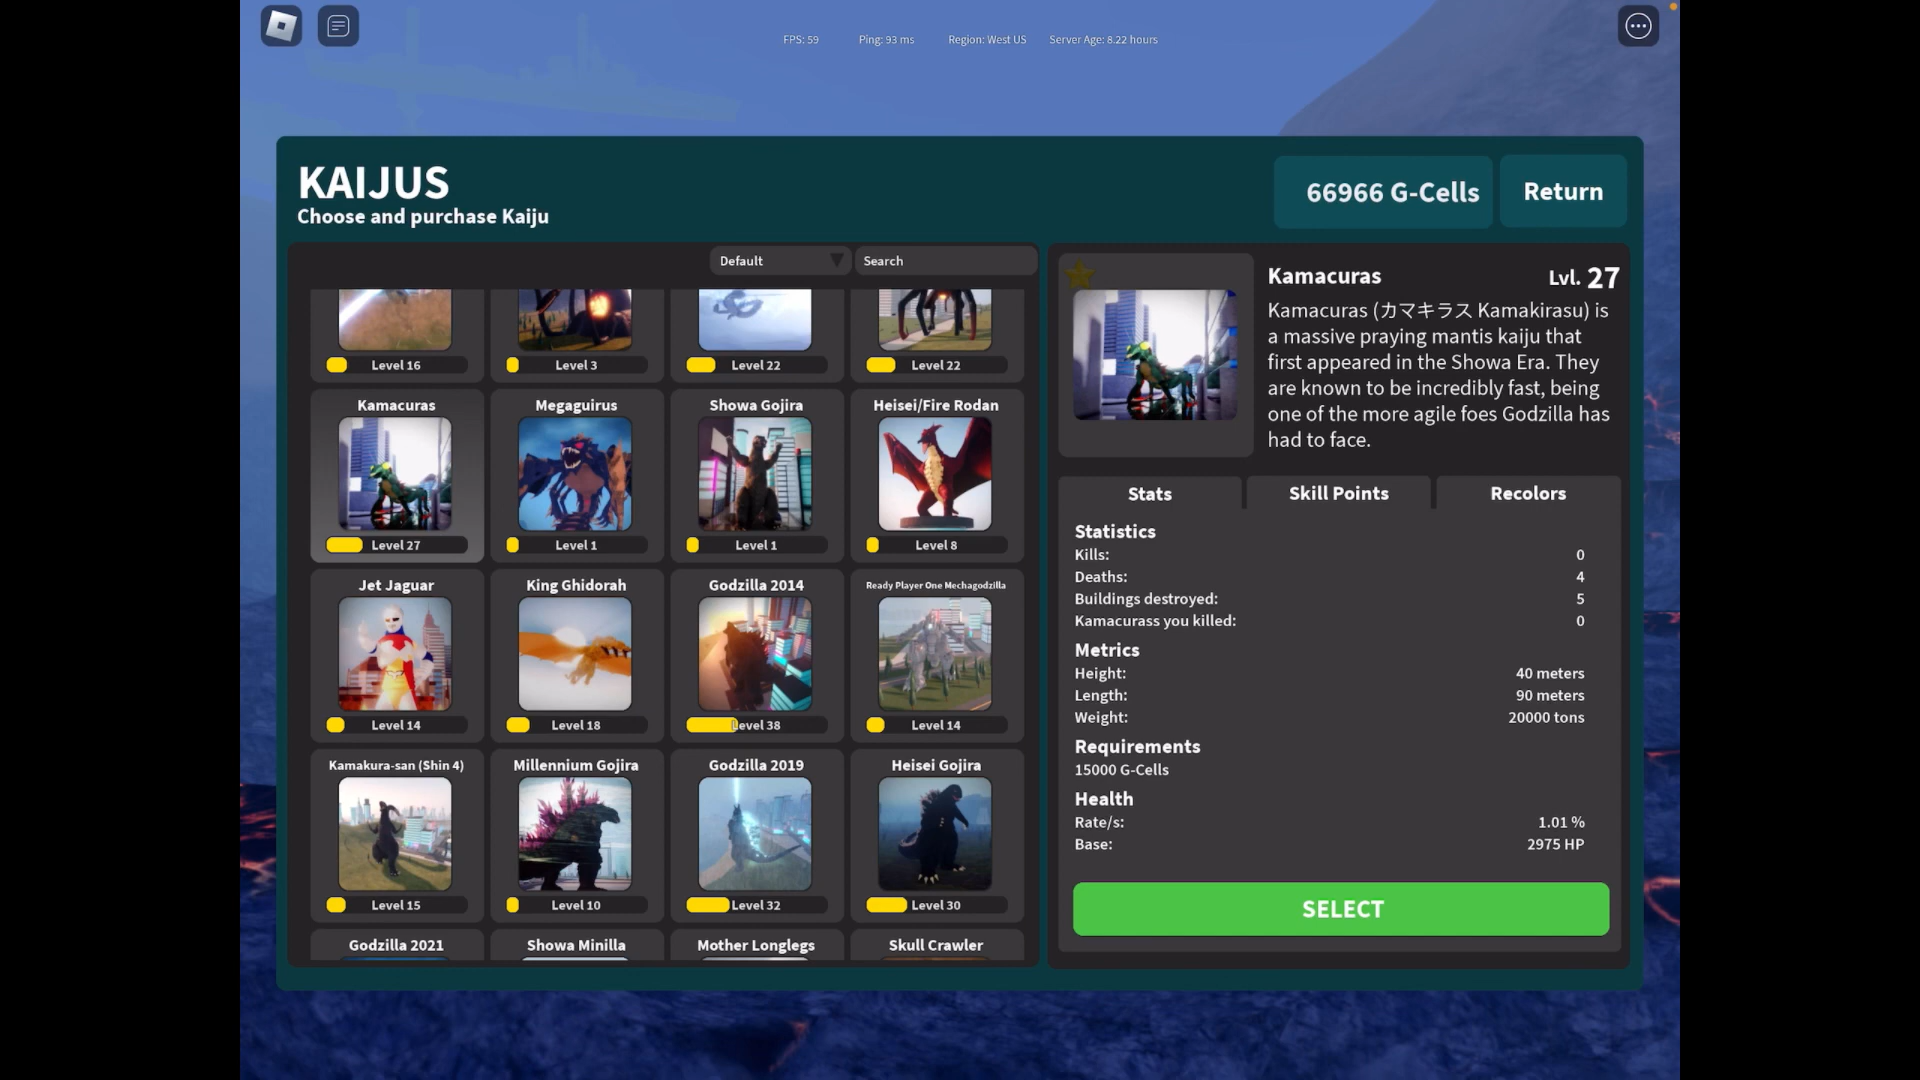 FPS: 59 Ping: 93 ms Region: West US Server Age: 8.22 hours
KAIJUS
Choose and purchase Kaiju
66966 G-Cells
Return
Default
Search
Level 16
Level 3
Level 22
Level 22
Kamacuras
Megaguirus
Showa Gojira
Heisei/Fire Rodan
Level 27
Level 1
Level 1
Level 8
Jet Jaguar
King Ghidorah
Godzilla 2014
Ready Player One Mechagodzilla
Level 14
Level 18
Level 38
Level 14
Kamakura-san (Shin 4)
Millennium Gojira
Godzilla 2019
Heisei Gojira
Level 15
Level 10
Level 32
Level 30
Godzilla 2021
Showa Minilla
Mother Longlegs
Skull Crawler
Kamacuras
Lvl. 27
Kamacuras (カマキラス Kamakirasu) is
a massive praying mantis kaiju that
first appeared in the Showa Era. They
are known to be incredibly fast, being
one of the more agile foes Godzilla has
had to face.
Stats
Skill Points
Recolors
Statistics
Kills: 0
Deaths: 4
Buildings destroyed: 5
Kamacurass you killed: 0
Metrics
Height: 40 meters
Length: 90 meters
Weight: 20000 tons
Requirements
15000 G-Cells
Health
Rate/s: 1.01 %
Base: 2975 HP
SELECT